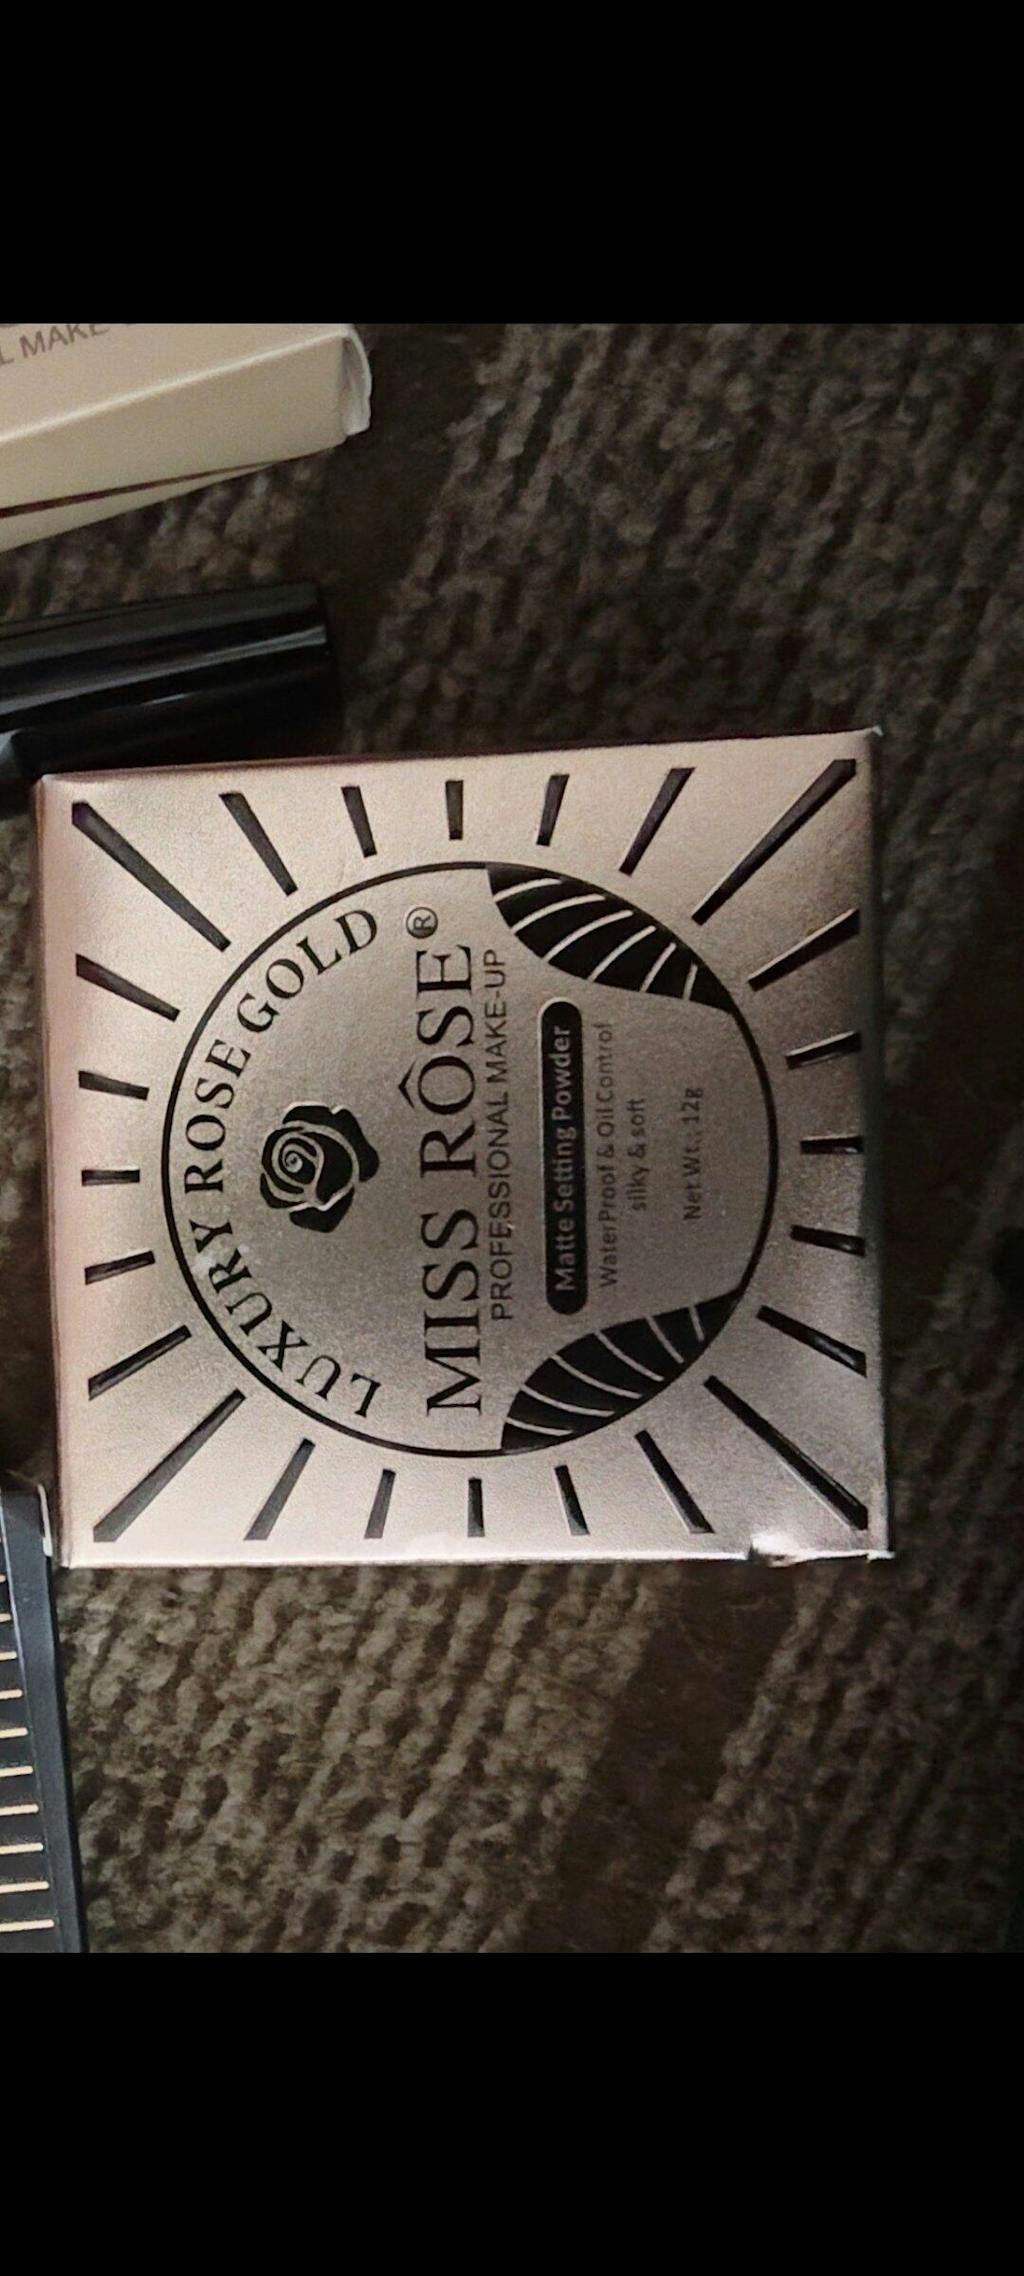 L MAKE
LUXURY ROSE GOLD
MISS RÔSE®
PROFESSIONAL MAKE-UP
Matte Setting Powder
WaterProof & Oil Control
silky & soft
Net Wt.: 12g